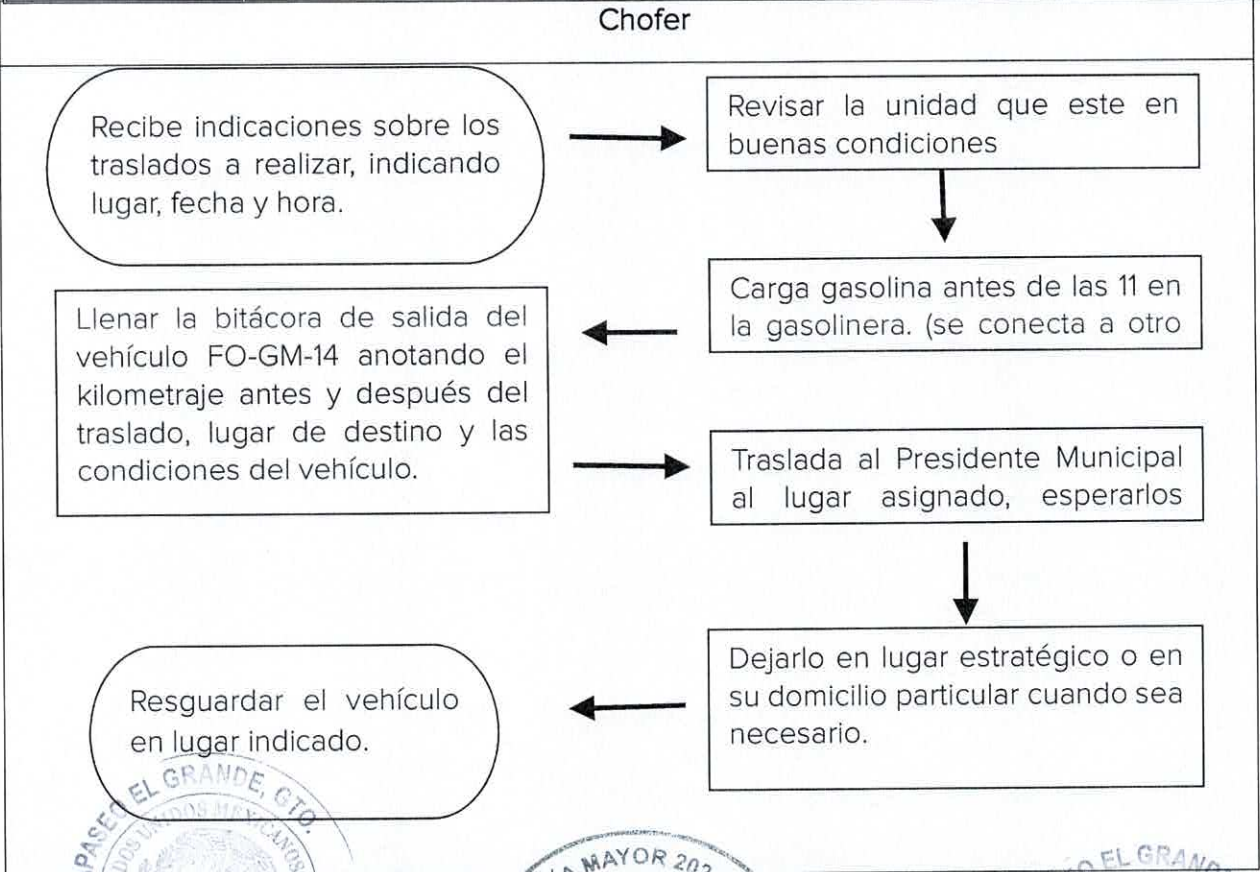 Chofer
Recibe indicaciones sobre los
traslados a realizar, indicando
lugar, fecha y hora.
Revisar la unidad que este en
buenas condiciones
Carga gasolina antes de las 11 en
la gasolinera. (se conecta a otro
Llenar la bitácora de salida del
vehículo FO-GM-14 anotando el
kilometraje antes y después del
traslado, lugar de destino y las
condiciones del vehículo.
Traslada al Presidente Municipal
al lugar asignado, esperarlos
Dejarlo en lugar estratégico o en
su domicilio particular cuando sea
necesario.
Resguardar el vehículo
en lugar indicado.
APASEO EL GRANDE, GTO.
UNIDOS MEXICANOS
MAYOR
EL GRAND